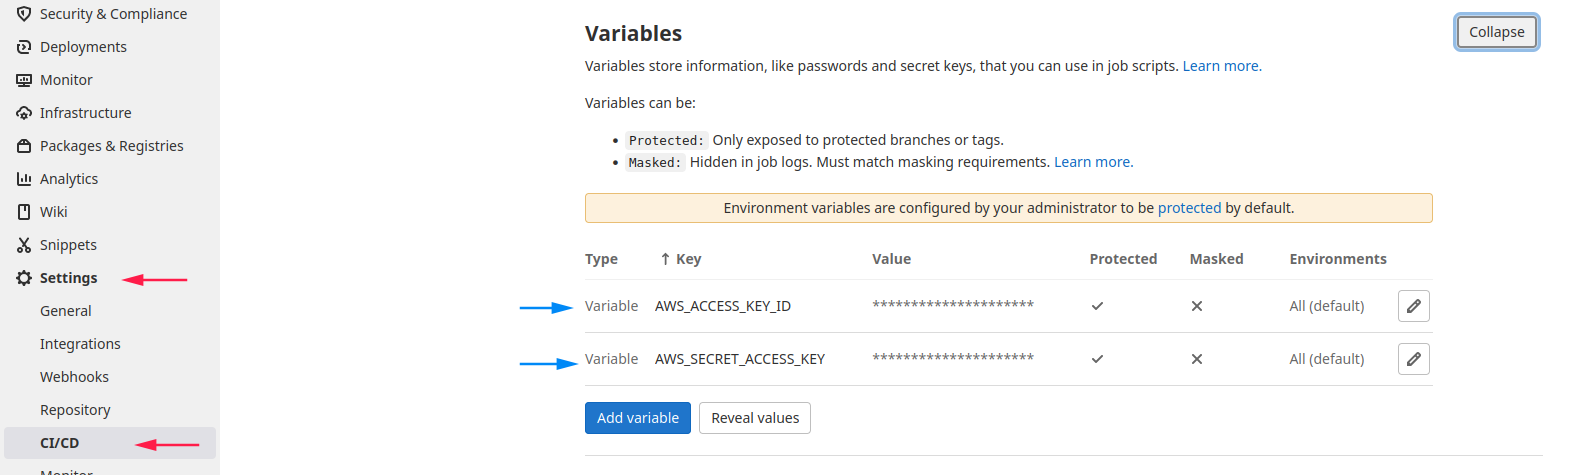 Security & Compliance
Deployments
Monitor
Infrastructure
Packages & Registries
Analytics
Wiki
Snippets
Settings
General
Integrations
Webhooks
Repository
CI/CD
Monitor
Variables
Collapse
Variables store information, like passwords and secret keys, that you can use in job scripts. Learn more.
Variables can be:
• Protected: Only exposed to protected branches or tags.
• Masked: Hidden in job logs. Must match masking requirements. Learn more.
Environment variables are configured by your administrator to be protected by default.
Type ↑ Key Value Protected Masked Environments
Variable AWS_ACCESS_KEY_ID ********************* ✓ ✕ All (default)
Variable AWS_SECRET_ACCESS_KEY ********************* ✓ ✕ All (default)
Add variable Reveal values